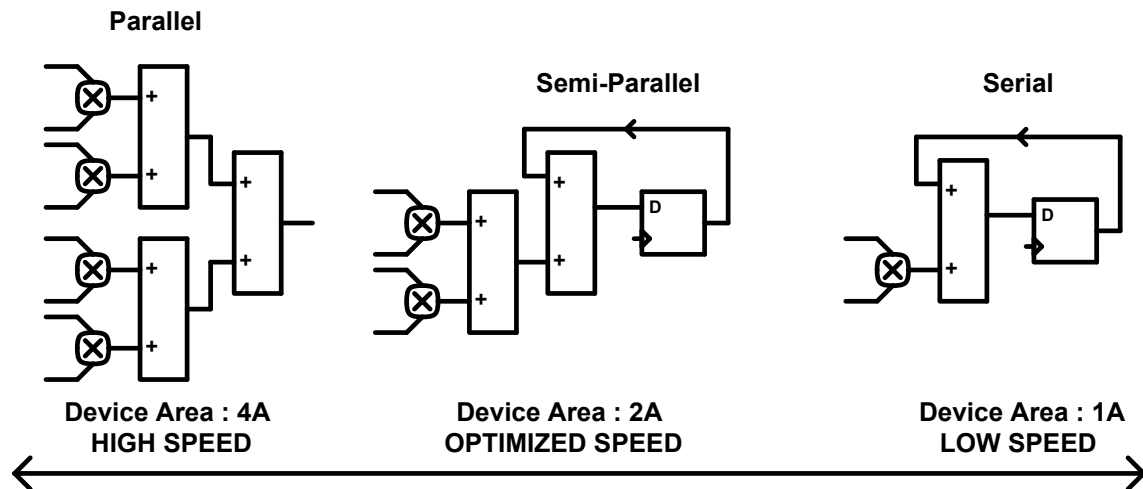 Parallel
+
+
+
+
+
+
Device Area : 4A
HIGH SPEED
Semi-Parallel
+
+
+
+
D
Device Area : 2A
OPTIMIZED SPEED
Serial
+
+
D
Device Area : 1A
LOW SPEED